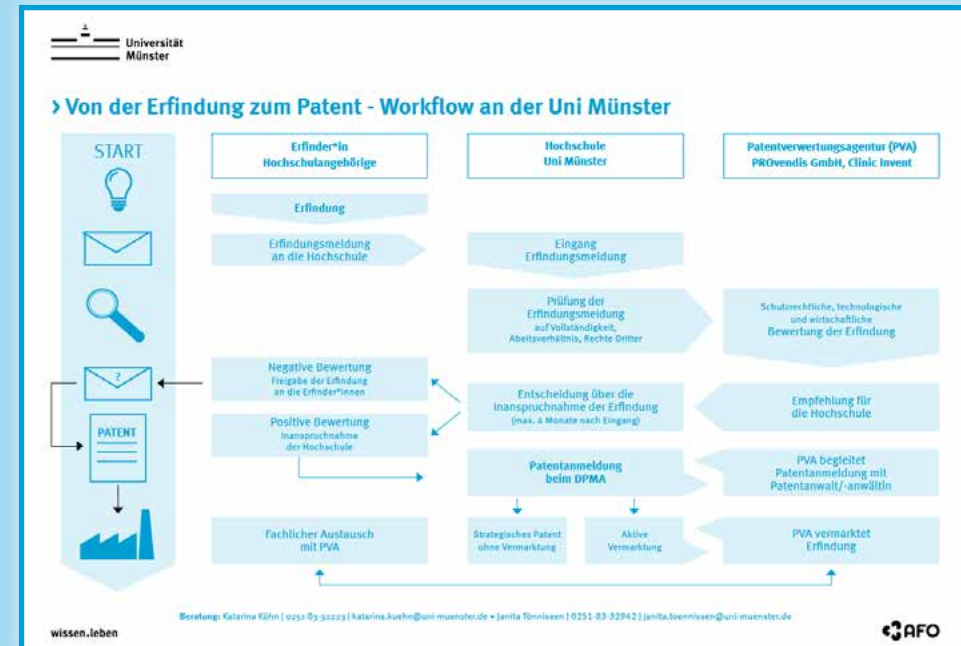 Universität
Münster
> Von der Erfindung zum Patent - Workflow an der Uni Münster
START
Erfinder*in
Hochschulangehörige
Hochschule
Uni Münster
Patentverwertungsagentur (PVA)
PROvendis GmbH, Clinic Invent
Erfindung
Erfindungsmeldung
an die Hochschule
Eingang
Erfindungsmeldung
Prüfung der
Erfindungsmeldung
auf Vollständigkeit,
Abeitsverhältnis, Rechte Dritter
Schutzrechtliche, technologische
und wirtschaftliche
Bewertung der Erfindung
?
Negative Bewertung
Freigabe der Erfindung
an die Erfinder*innen
Entscheidung über die
Inanspruchnahme der Erfindung
(max. 4 Monate nach Eingang)
Empfehlung für
die Hochschule
PATENT
Positive Bewertung
Inanspruchnahme
der Hochschule
Patentanmeldung
beim DPMA
PVA begleitet
Patentanmeldung mit
Patentanwalt/-anwältin
Fachlicher Austausch
mit PVA
Strategisches Patent
ohne Vermarktung
Aktive
Vermarktung
PVA vermarktet
Erfindung
Beratung: Katarina Kühn | 0251 83-32223 | katarina.kuehn@uni-muenster.de • Janita Tönnissen | 0251-83-32942 | janita.toennissen@uni-muenster.de
wissen.leben
AFO